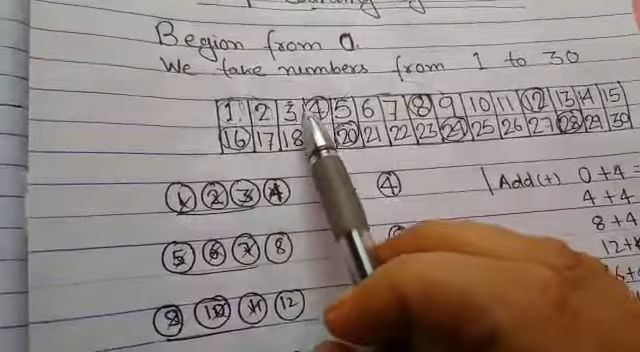 Begion from 0.
We take numbers from 1 to 30
1 2 3 4 5 6 7 8 9 10 11 12 13 14 15
16 17 18 20 21 22 23 24 25 26 27 28 29 30
1 2 3 4 4 Add(+) 0+4=
4+4
5 6 7 8 8+4
12+
9 10 11 12 16+